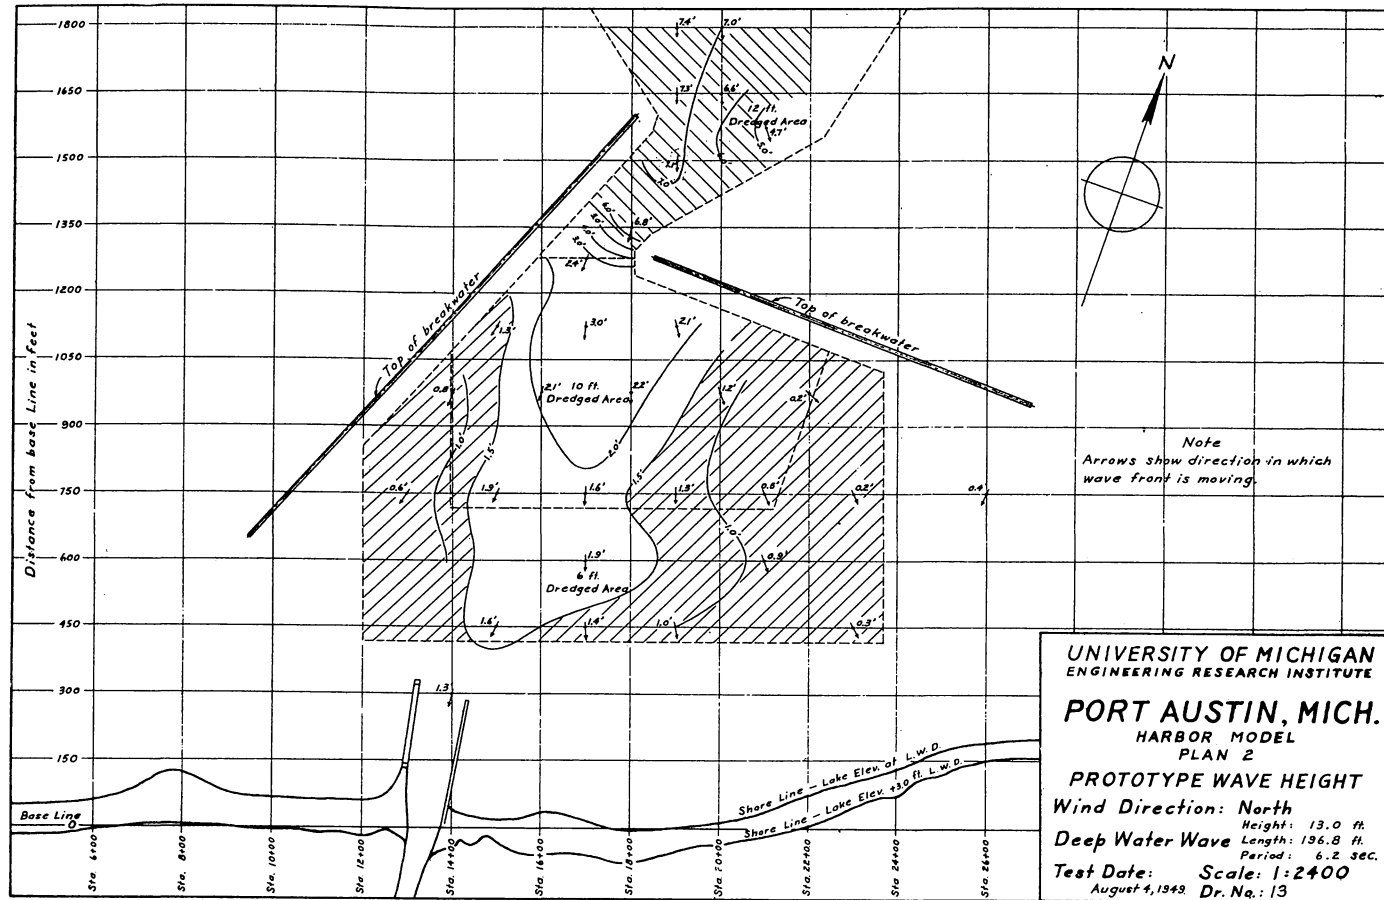 1800
1650
1500
1350
1200
1050
900
750
600
450
300
150
0
Distance from base Line in feet
Base Line
7.4'
7.0'
7.3'
6.6'
12 ft.
Dredged Area
4.7'
5.0'
7.0'
6.0'
5.0'
4.0'
3.0'
6.8'
2.4'
Top of breakwater
Top of breakwater
1.3'
3.0'
2.1'
0.8'
2.1'
10 ft.
Dredged Area
2.2'
1.2'
0.2'
1.0'
1.5'
2.0'
1.5'
0.6'
1.9'
1.6'
1.3'
0.8'
0.2'
0.4'
1.0'
1.9'
0.9'
6 ft.
Dredged Area
1.6'
1.4'
1.0'
0.3'
1.3'
N
Note
Arrows show direction in which
wave front is moving.
Shore Line - Lake Elev. at L.W.D.
Shore Line - Lake Elev. +3.0 ft. L.W.D.
Sta. 6+00
Sta. 8+00
Sta. 10+00
Sta. 12+00
Sta. 14+00
Sta. 16+00
Sta. 18+00
Sta. 20+00
Sta. 22+00
Sta. 24+00
Sta. 26+00
UNIVERSITY OF MICHIGAN
ENGINEERING RESEARCH INSTITUTE
PORT AUSTIN, MICH.
HARBOR MODEL
PLAN 2
PROTOTYPE WAVE HEIGHT
Wind Direction: North
Deep Water Wave
Height: 13.0 ft.
Length: 196.8 ft.
Period: 6.2 sec.
Test Date:
August 4, 1949.
Scale: 1:2400
Dr. No.: 13